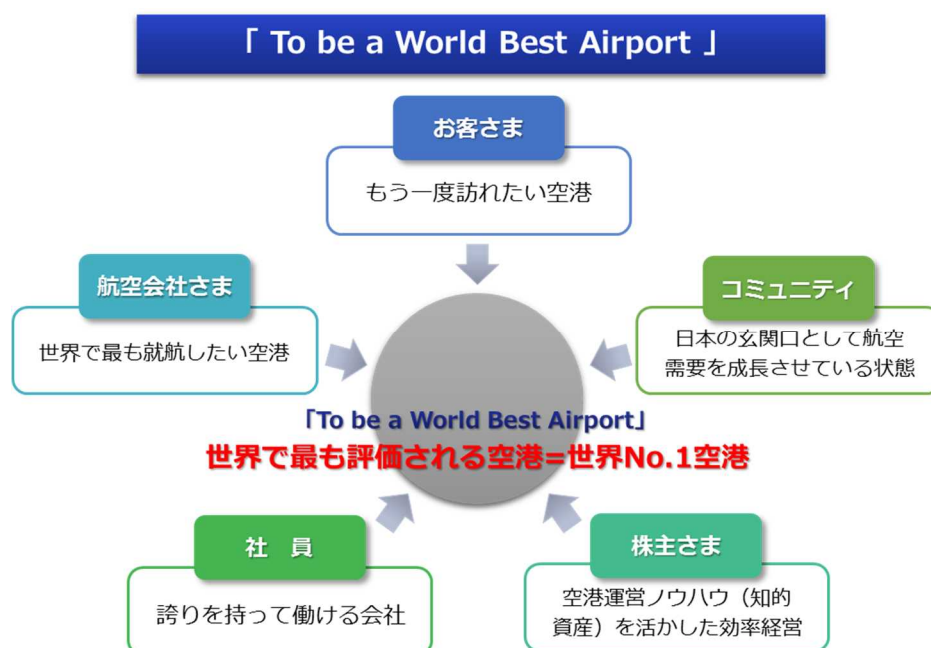 「 To be a World Best Airport 」
お客さま
もう一度訪れたい空港
航空会社さま
世界で最も就航したい空港
コミュニティ
日本の玄関口として航空
需要を成長させている状態
「To be a World Best Airport」
世界で最も評価される空港=世界No.1空港
社　員
誇りを持って働ける会社
株主さま
空港運営ノウハウ（知的
資産）を活かした効率経営